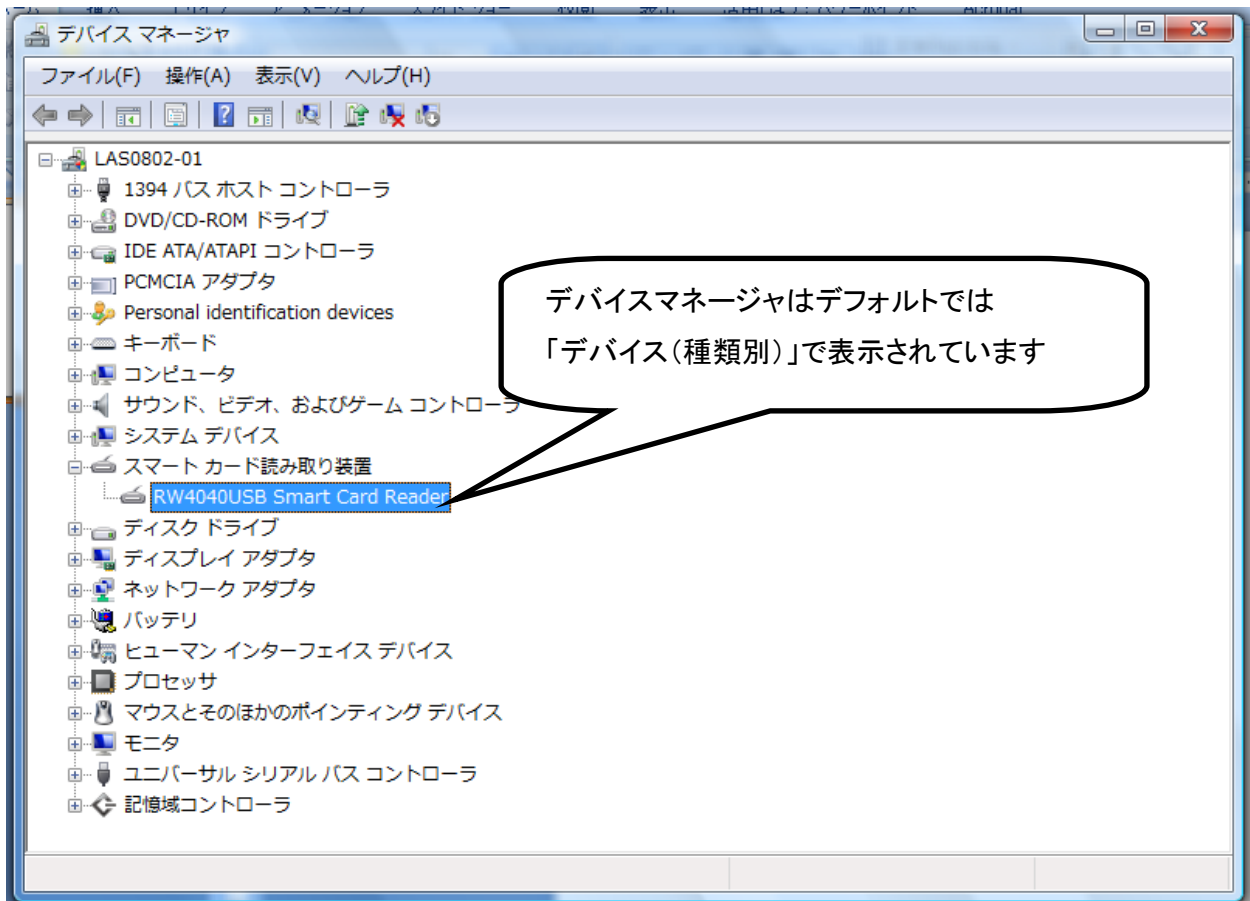 デバイス マネージャ
ファイル(F) 操作(A) 表示(V) ヘルプ(H)
LAS0802-01
1394 バス ホスト コントローラ
DVD/CD-ROM ドライブ
IDE ATA/ATAPI コントローラ
PCMCIA アダプタ
Personal identification devices
キーボード
コンピュータ
サウンド、ビデオ、およびゲーム コントローラ
システム デバイス
スマート カード読み取り装置
RW4040USB Smart Card Reader
ディスク ドライブ
ディスプレイ アダプタ
ネットワーク アダプタ
バッテリ
ヒューマン インターフェイス デバイス
プロセッサ
マウスとそのほかのポインティング デバイス
モニタ
ユニバーサル シリアル バス コントローラ
記憶域コントローラ
デバイスマネージャはデフォルトでは
「デバイス(種類別)」で表示されています